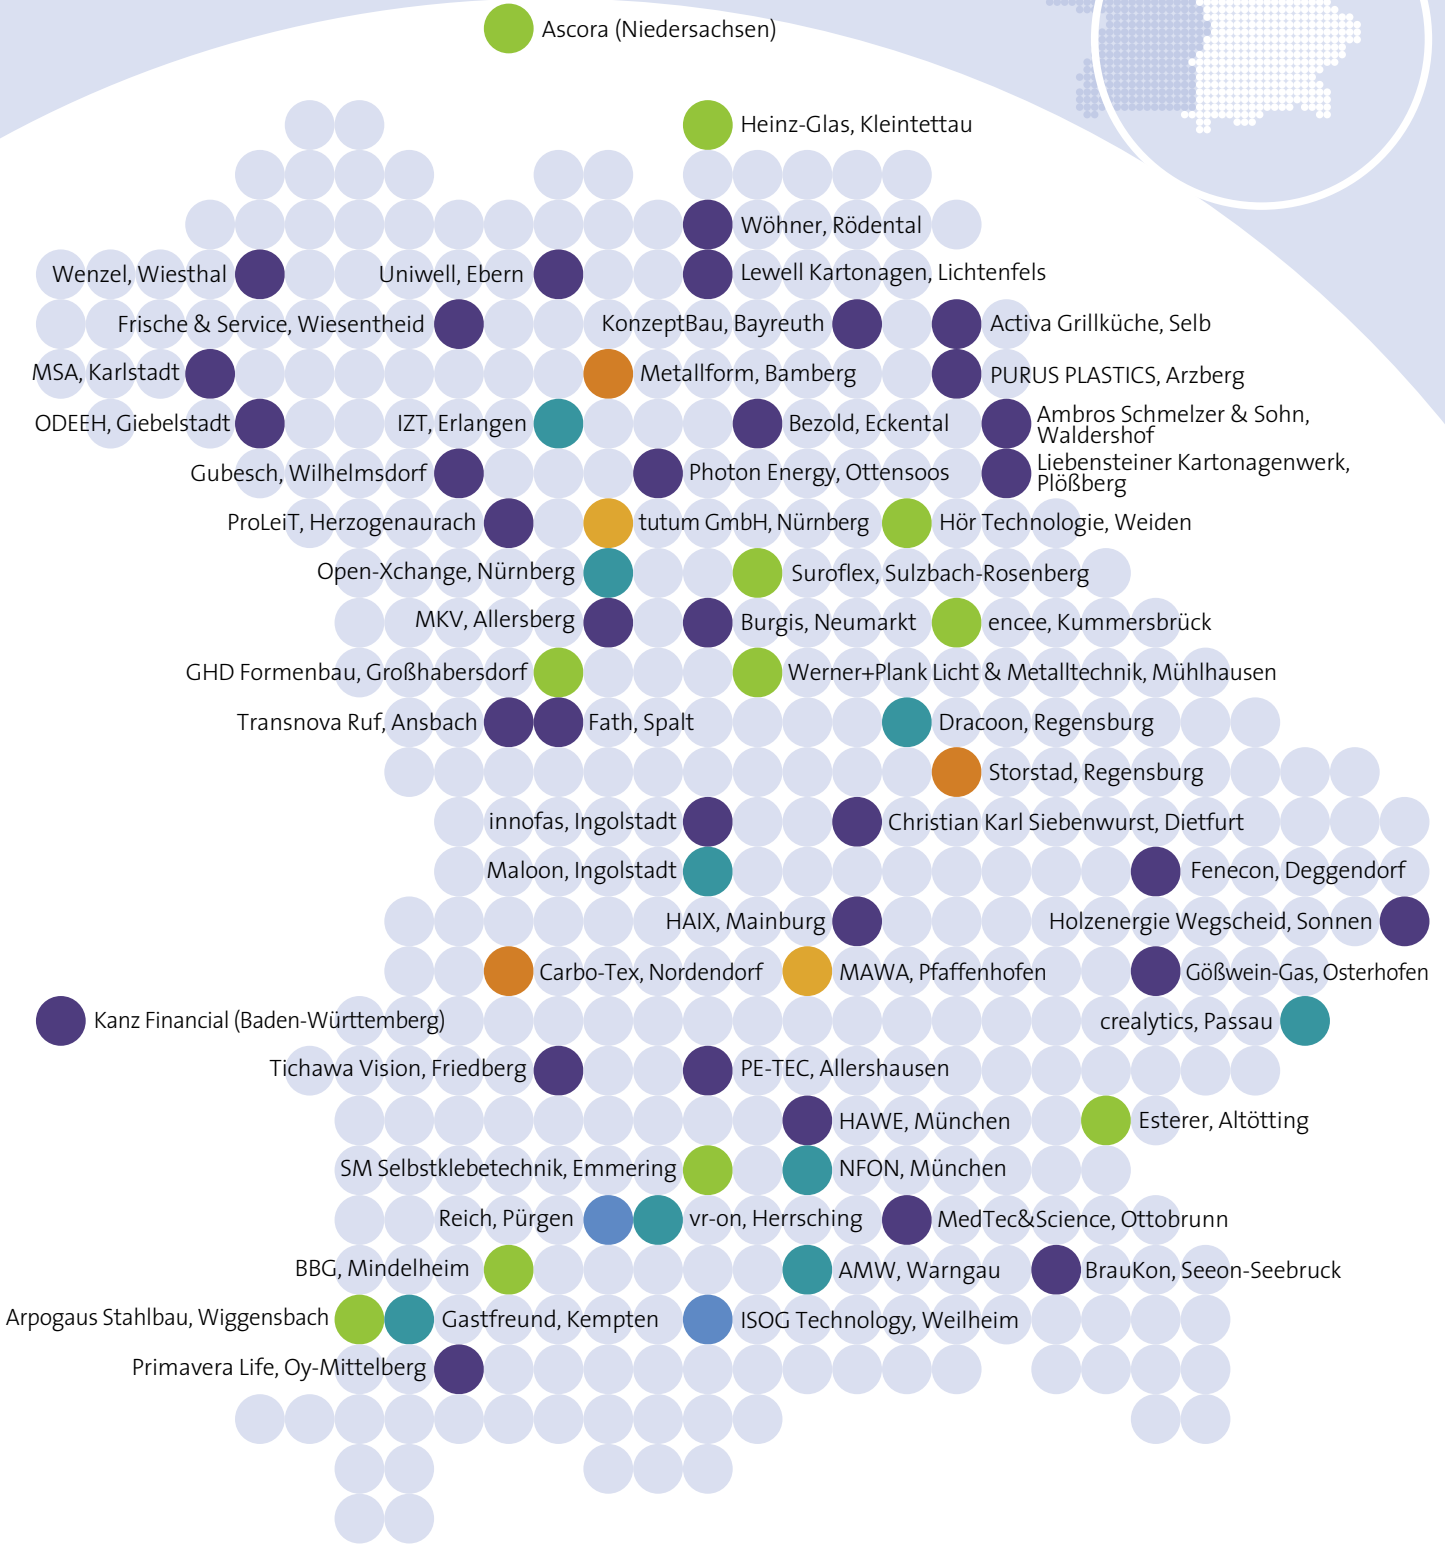 Ascora (Niedersachsen)
Heinz-Glas, Kleintettau
Wöhner, Rödental
Wenzel, Wiesthal
Uniwell, Ebern
Lewell Kartonagen, Lichtenfels
Frische & Service, Wiesentheid
KonzeptBau, Bayreuth
Activa Grillküche, Selb
MSA, Karlstadt
Metallform, Bamberg
PURUS PLASTICS, Arzberg
ODEEH, Giebelstadt
IZT, Erlangen
Bezold, Eckental
Ambros Schmelzer & Sohn,
Waldershof
Gubesch, Wilhelmsdorf
Photon Energy, Ottensoos
Liebensteiner Kartonagenwerk,
Plößberg
ProLeiT, Herzogenaurach
tutum GmbH, Nürnberg
Hör Technologie, Weiden
Open-Xchange, Nürnberg
Suroflex, Sulzbach-Rosenberg
MKV, Allersberg
Burgis, Neumarkt
encee, Kummersbrück
GHD Formenbau, Großhabersdorf
Werner+Plank Licht & Metalltechnik, Mühlhausen
Transnova Ruf, Ansbach
Fath, Spalt
Dracoon, Regensburg
Storstad, Regensburg
innofas, Ingolstadt
Christian Karl Siebenwurst, Dietfurt
Maloon, Ingolstadt
Fenecon, Deggendorf
HAIX, Mainburg
Holzenergie Wegscheid, Sonnen
Carbo-Tex, Nordendorf
MAWA, Pfaffenhofen
Gößwein-Gas, Osterhofen
Kanz Financial (Baden-Württemberg)
crealytics, Passau
Tichawa Vision, Friedberg
PE-TEC, Allershausen
HAWE, München
Esterer, Altötting
SM Selbstklebetechnik, Emmering
NFON, München
Reich, Pürgen
vr-on, Herrsching
MedTec&Science, Ottobrunn
BBG, Mindelheim
AMW, Warngau
BrauKon, Seeon-Seebruck
Arpogaus Stahlbau, Wiggensbach
Gastfreund, Kempten
ISOG Technology, Weilheim
Primavera Life, Oy-Mittelberg